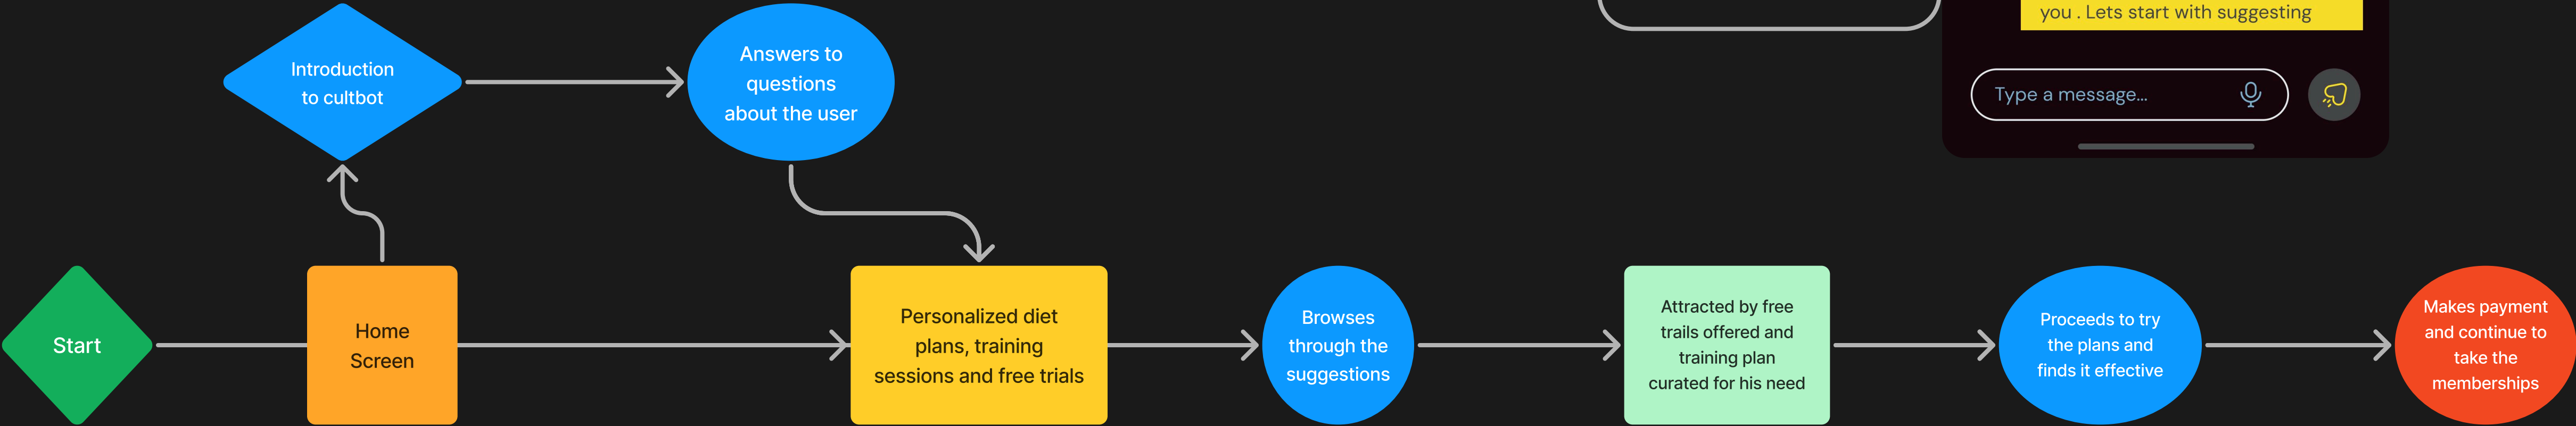 you . Lets start with suggesting
Type a message...
Introduction
to cultbot
Answers to
questions
about the user
Start
Home
Screen
Personalized diet
plans, training
sessions and free trials
Browses
through the
suggestions
Attracted by free
trails offered and
training plan
curated for his need
Proceeds to try
the plans and
finds it effective
Makes payment
and continue to
take the
memberships